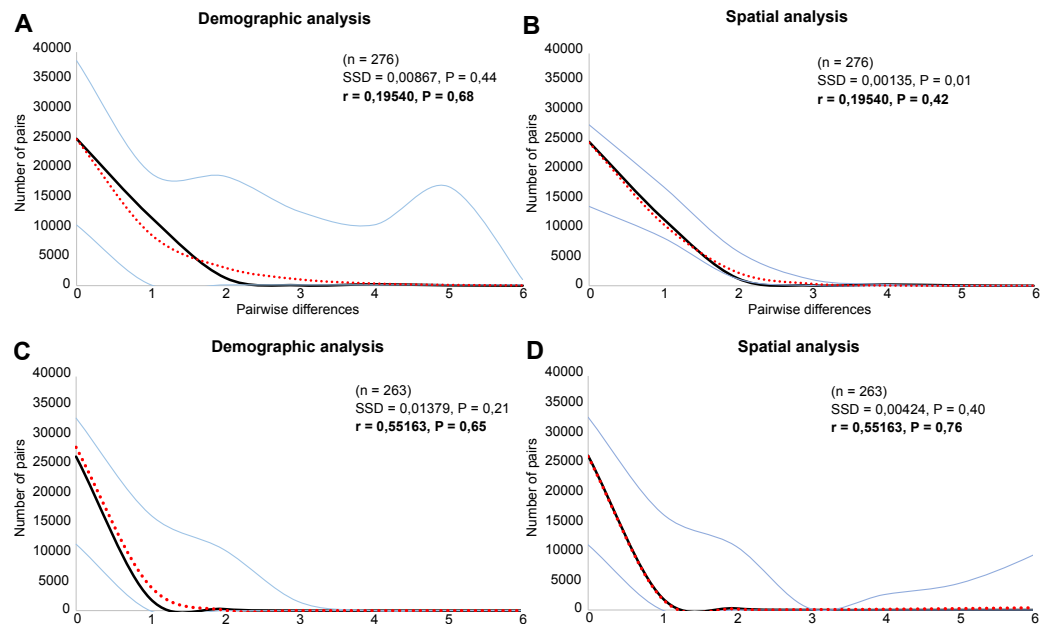 A
Demographic analysis
(n = 276)
SSD = 0,00867, P = 0,44
r = 0,19540, P = 0,68
Number of pairs
40000
35000
30000
25000
20000
15000
10000
5000
0
0 1 2 3 4 5 6
Pairwise differences
B
Spatial analysis
(n = 276)
SSD = 0,00135, P = 0,01
r = 0,19540, P = 0,42
Number of pairs
40000
35000
30000
25000
20000
15000
10000
5000
0
0 1 2 3 4 5 6
Pairwise differences
C
Demographic analysis
(n = 263)
SSD = 0,01379, P = 0,21
r = 0,55163, P = 0,65
Number of pairs
40000
35000
30000
25000
20000
15000
10000
5000
0
0 1 2 3 4 5 6
D
Spatial analysis
(n = 263)
SSD = 0,00424, P = 0,40
r = 0,55163, P = 0,76
Number of pairs
40000
35000
30000
25000
20000
15000
10000
5000
0
0 1 2 3 4 5 6